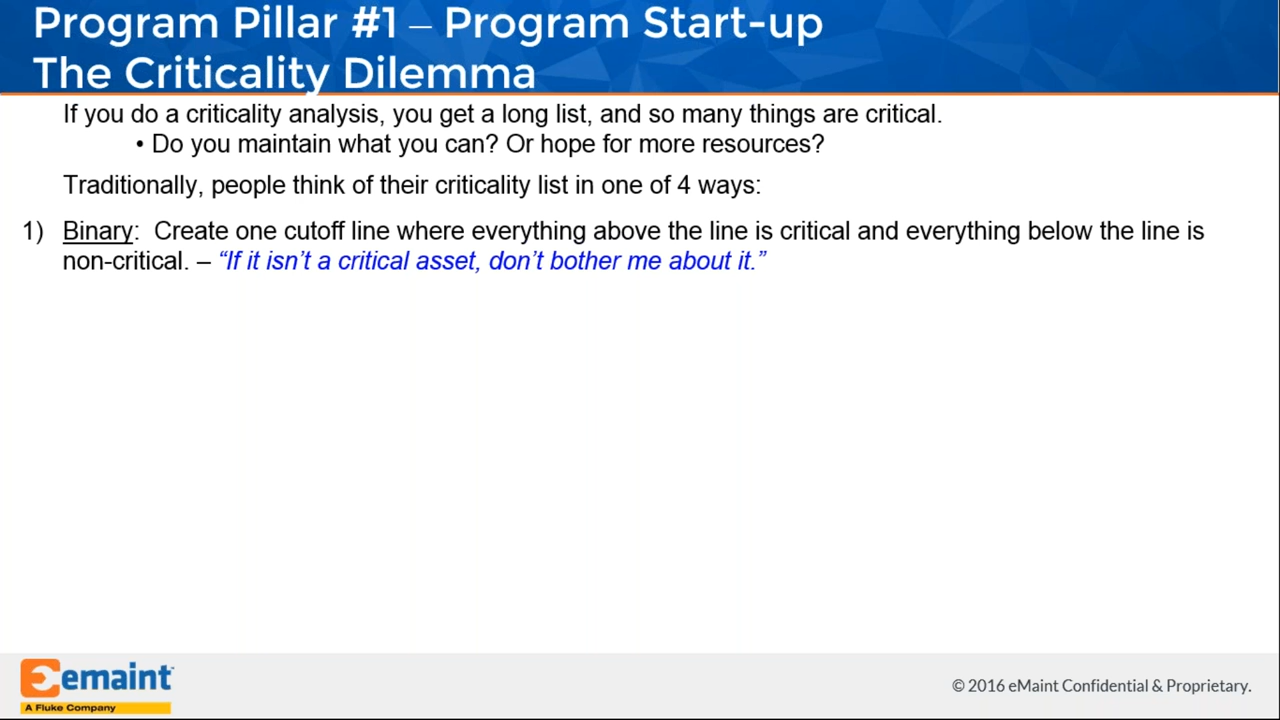 Program Pillar #1 – Program Start-up
The Criticality Dilemma
If you do a criticality analysis, you get a long list, and so many things are critical.
• Do you maintain what you can? Or hope for more resources?
Traditionally, people think of their criticality list in one of 4 ways:
1) Binary: Create one cutoff line where everything above the line is critical and everything below the line is
non-critical. – “If it isn’t a critical asset, don’t bother me about it.”
emaint™
A Fluke Company
© 2016 eMaint Confidential & Proprietary.